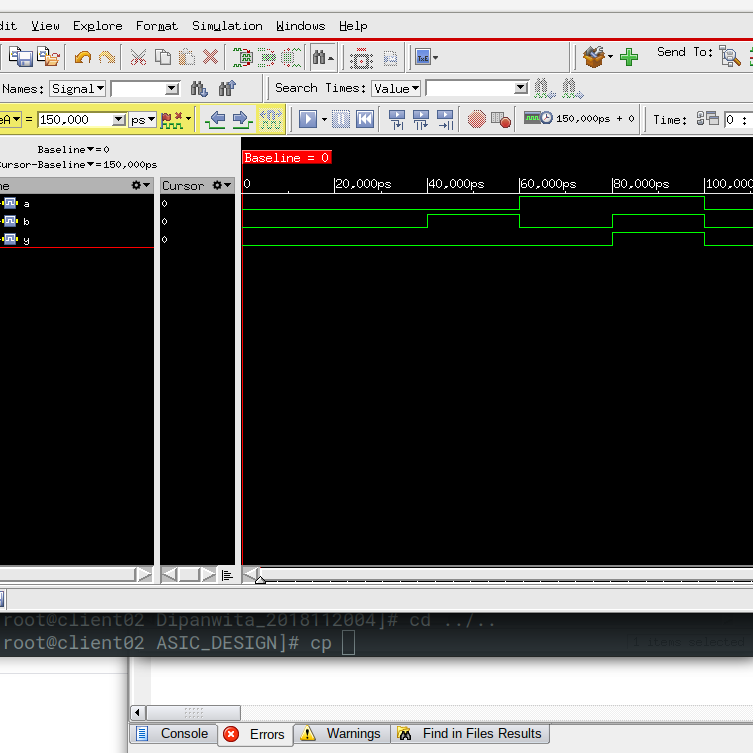 dit View Explore Format Simulation Windows Help
Send To:
Names: Signal Search Times: Value
eA = 150,000 ps 150,000ps + 0 Time: 0 :
Baseline = 0
Cursor-Baseline = 150,000ps
Baseline = 0
me Cursor 0 20,000ps 40,000ps 60,000ps 80,000ps 100,000
a 0
b 0
y 0
root@client02 Dipanwita_2018112004]# cd ../..
root@client02 ASIC_DESIGN]# cp
1 items selected
Console Errors Warnings Find in Files Results